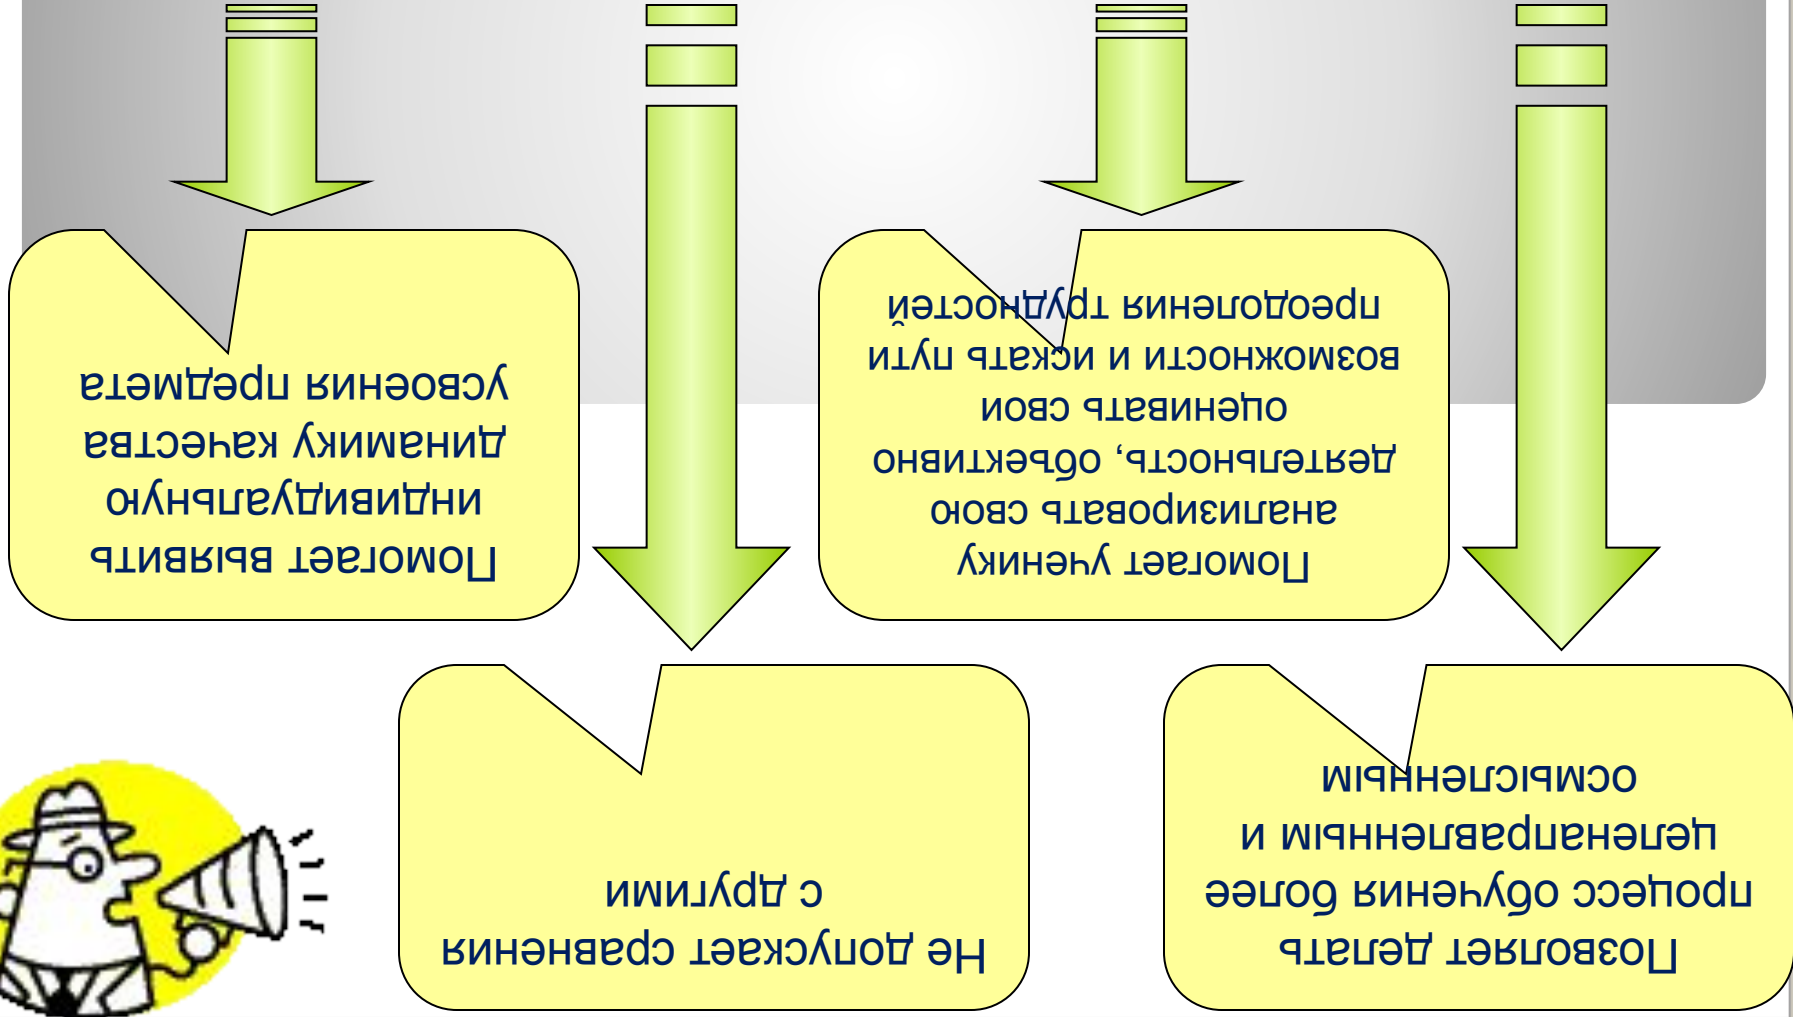 Помогает выявить
индивидуальную
динамику качества
усвоения предмета
Помогает ученику
анализировать свою
деятельность, объективно
оценивать свои
возможности и искать пути
преодоления трудностей
Не допускает сравнения
с другими
Позволяет делать
процесс обучения более
целенаправленным и
осмысленным